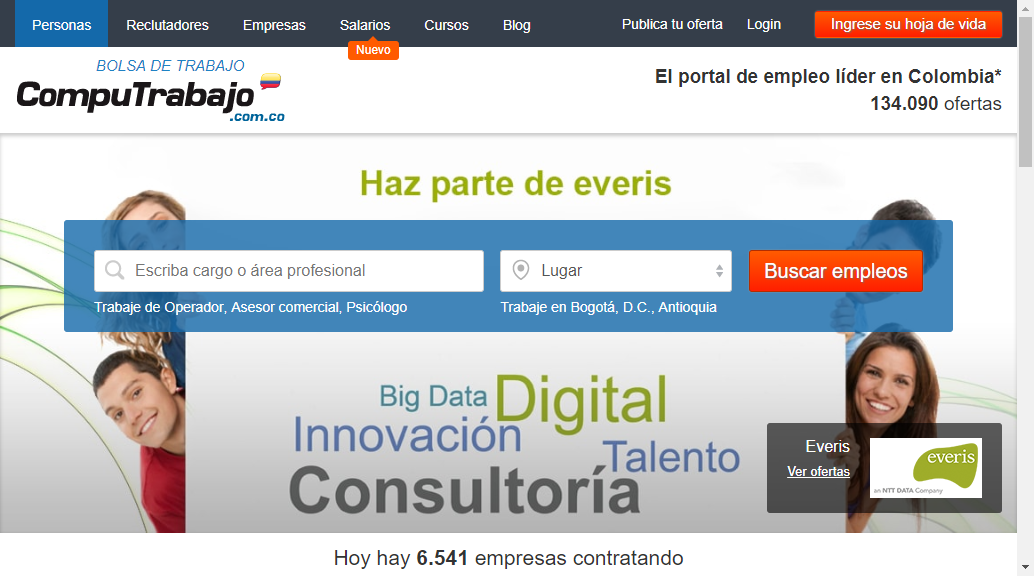 Personas Reclutadores Empresas Salarios Cursos Blog Publica tu oferta Login Ingrese su hoja de vida
Nuevo
BOLSA DE TRABAJO
CompuTrabajo
.com.co
El portal de empleo líder en Colombia*
134.090 ofertas
Haz parte de everis
Escriba cargo o área profesional Lugar Buscar empleos
Trabaje de Operador, Asesor comercial, Psicólogo Trabaje en Bogotá, D.C., Antioquia
Big Data Digital
Innovación
Talento
Consultoría
Everis
Ver ofertas
everis
an NTT DATA Company
Hoy hay 6.541 empresas contratando